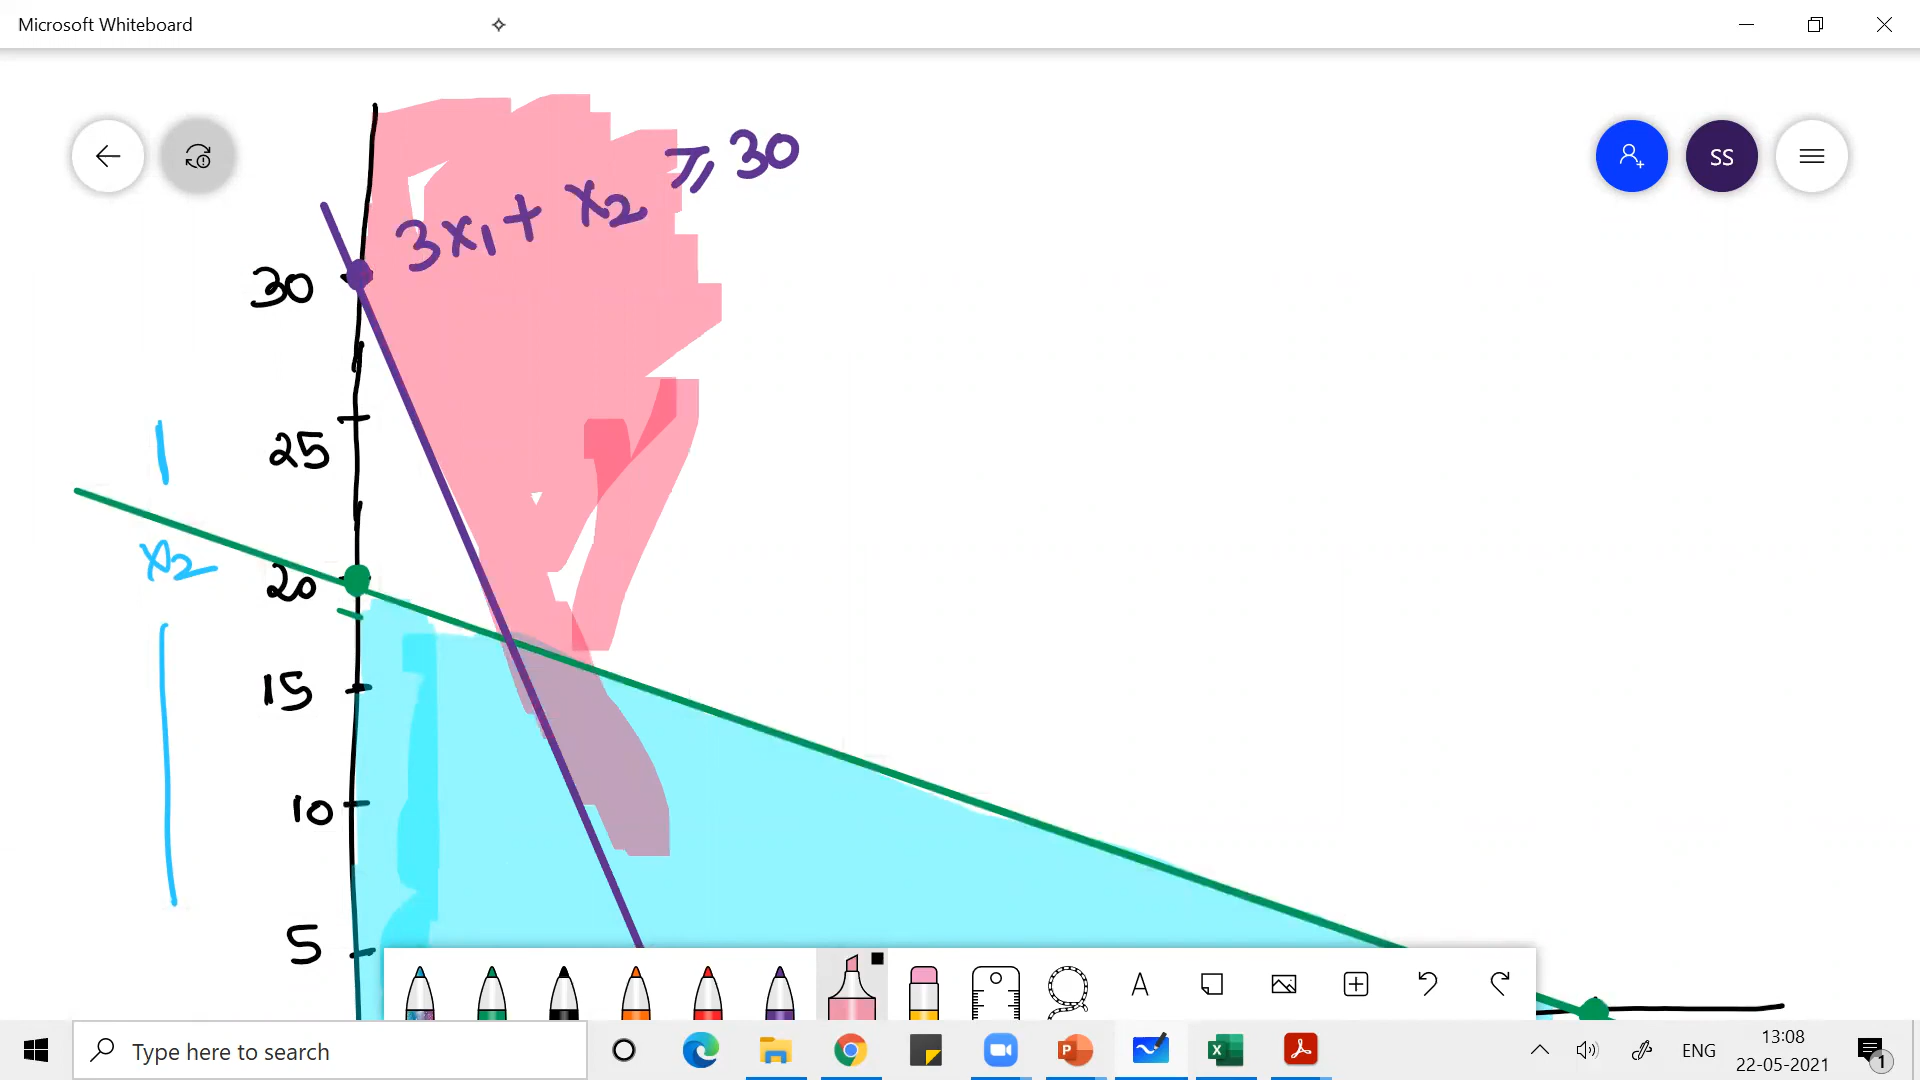 Microsoft Whiteboard
SS
3x₁ + x₂ ⩾ 30
30
25
x₂
20
15
10
5
A
Type here to search
ENG
13:08
22-05-2021
1